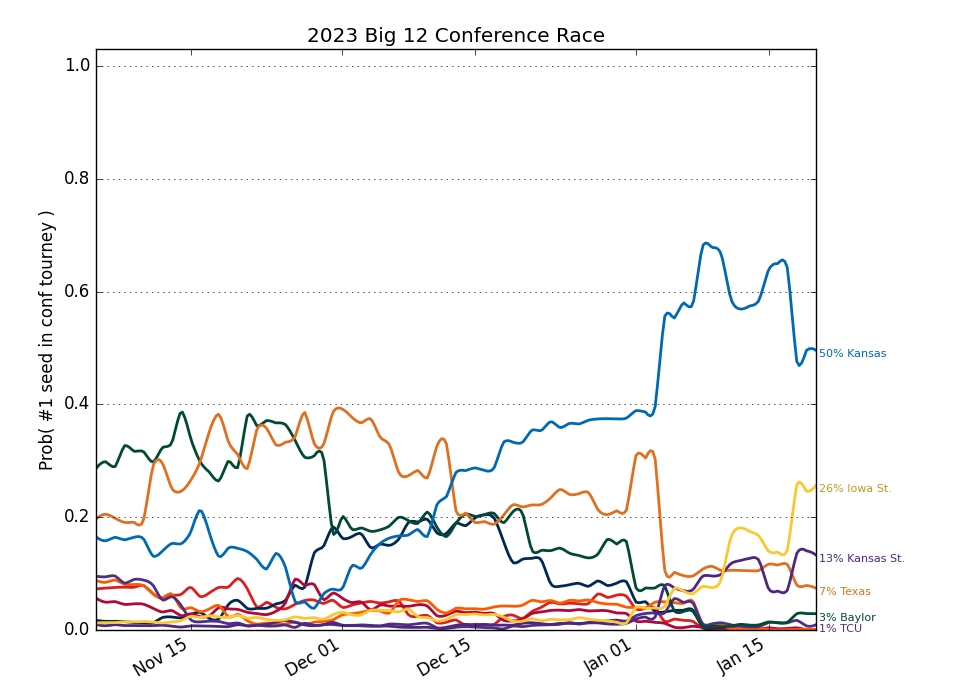 2023 Big 12 Conference Race
Prob( #1 seed in conf tourney )
1.0
0.8
0.6
0.4
0.2
0.0
Nov 15
Dec 01
Dec 15
Jan 01
Jan 15
50% Kansas
26% Iowa St.
13% Kansas St.
7% Texas
3% Baylor
1% TCU